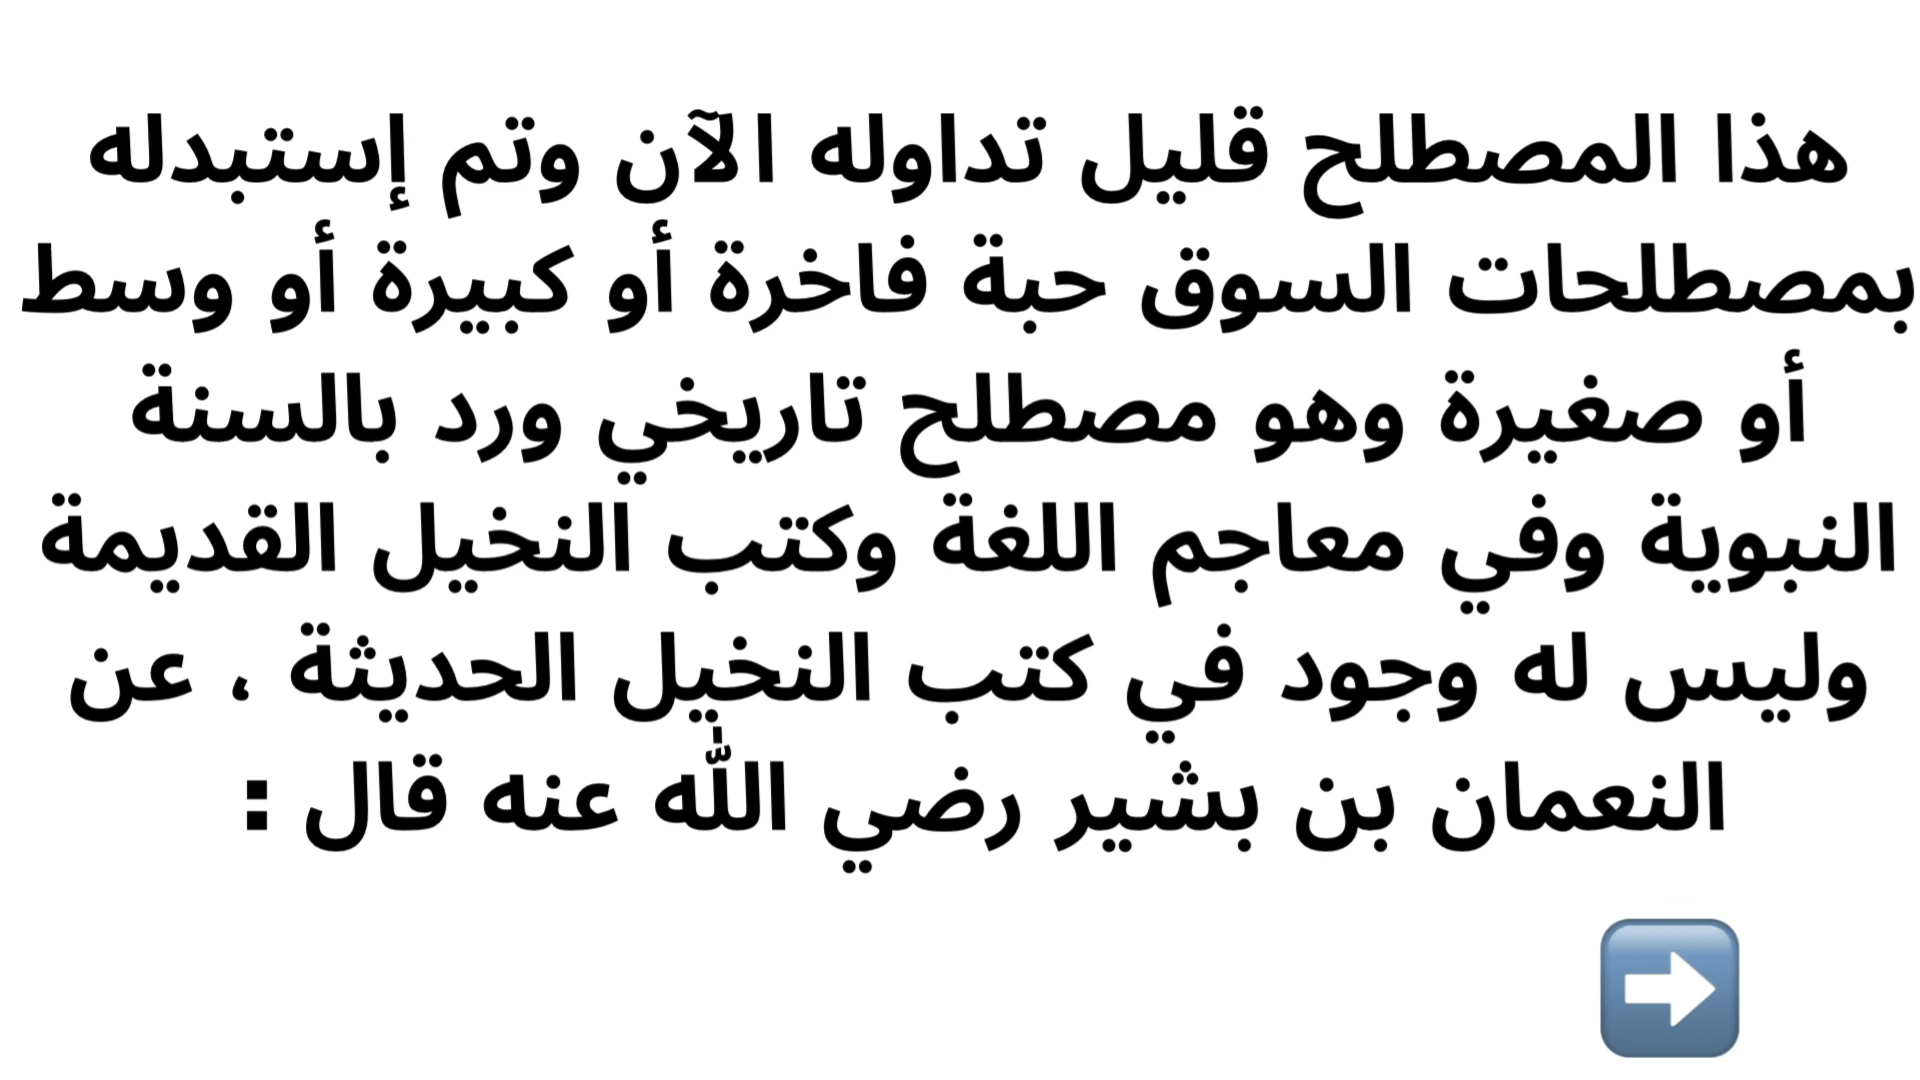 هذا المصطلح قليل تداوله الآن وتم إستبدله
بمصطلحات السوق حبة فاخرة أو كبيرة أو وسط
أو صغيرة وهو مصطلح تاريخي ورد بالسنة
النبوية وفي معاجم اللغة وكتب النخيل القديمة
وليس له وجود في كتب النخيل الحديثة ، عن
النعمان بن بشير رضي الله عنه قال :